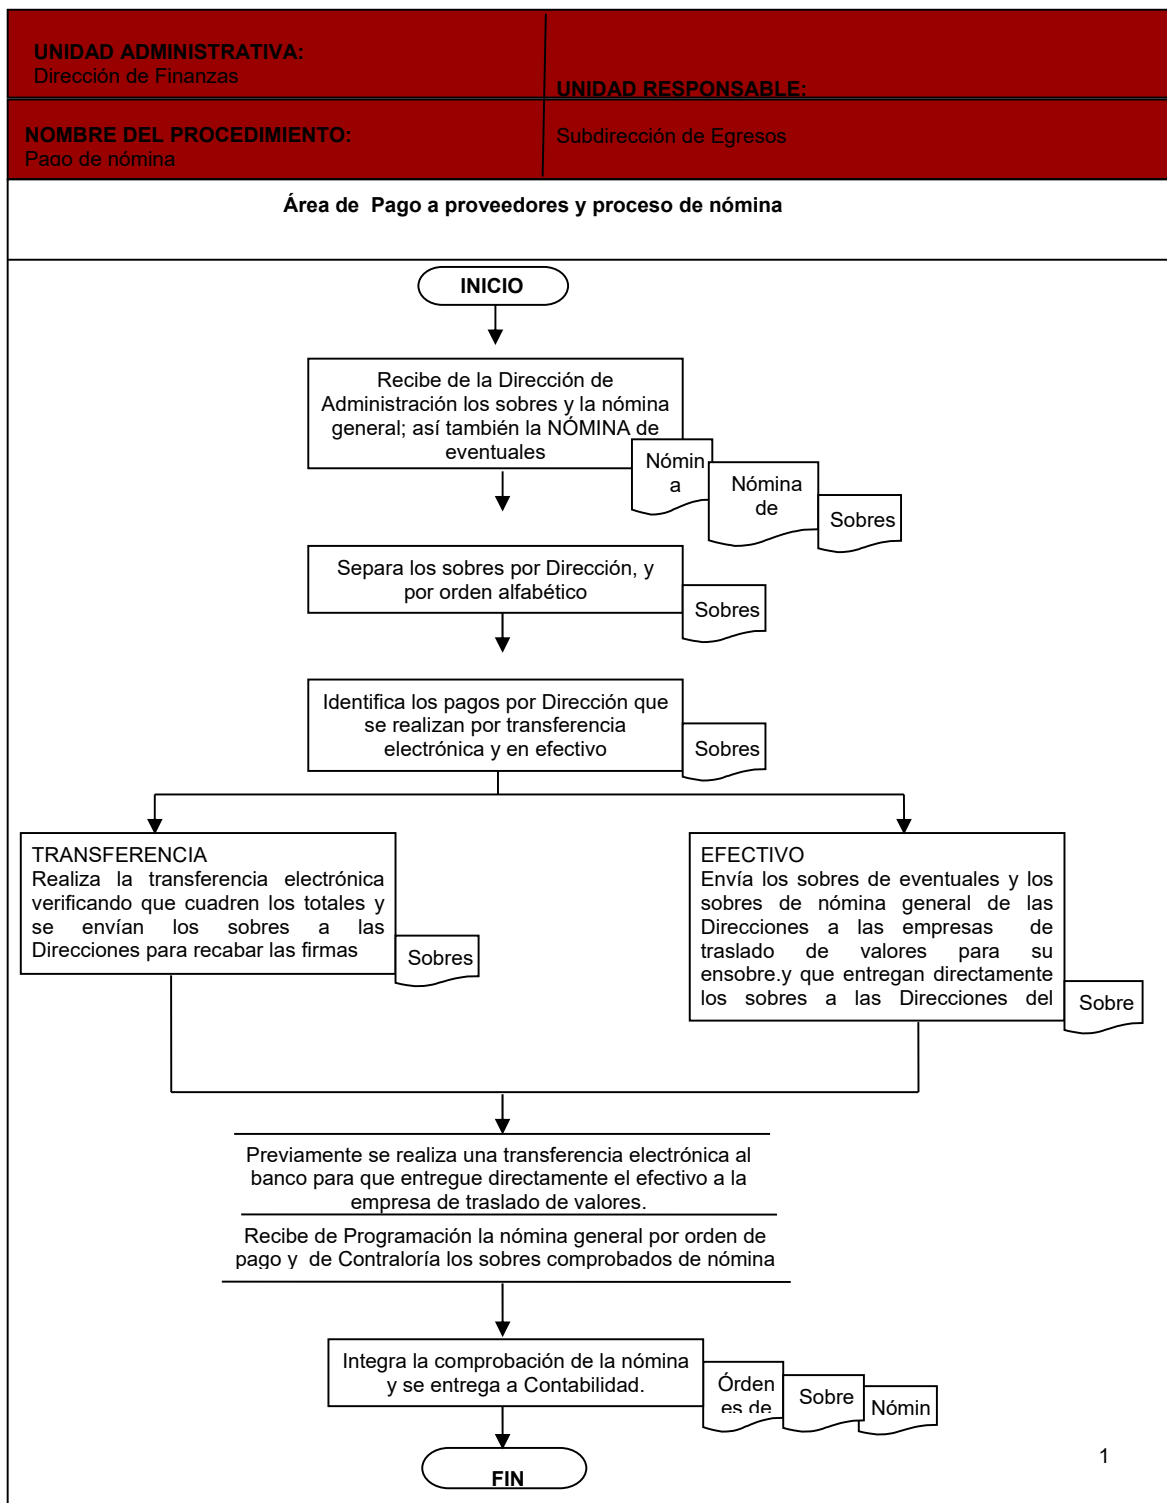 UNIDAD ADMINISTRATIVA:
Dirección de Finanzas
UNIDAD RESPONSABLE:
NOMBRE DEL PROCEDIMIENTO:
Pago de nómina
Subdirección de Egresos
Área de Pago a proveedores y proceso de nómina
INICIO
Recibe de la Dirección de
Administración los sobres y la nómina
general; así también la NÓMINA de
eventuales
Nómin
a
Nómina
de
Sobres
Separa los sobres por Dirección, y
por orden alfabético
Sobres
Identifica los pagos por Dirección que
se realizan por transferencia
electrónica y en efectivo
Sobres
TRANSFERENCIA
Realiza la transferencia electrónica
verificando que cuadren los totales y
se envían los sobres a las
Direcciones para recabar las firmas
Sobres
EFECTIVO
Envía los sobres de eventuales y los
sobres de nómina general de las
Direcciones a las empresas de
traslado de valores para su
ensobre.y que entregan directamente
los sobres a las Direcciones del
Sobre
Previamente se realiza una transferencia electrónica al
banco para que entregue directamente el efectivo a la
empresa de traslado de valores.
Recibe de Programación la nómina general por orden de
pago y de Contraloría los sobres comprobados de nómina
Integra la comprobación de la nómina
y se entrega a Contabilidad.
Órden
es de
Sobre
Nómin
FIN
1